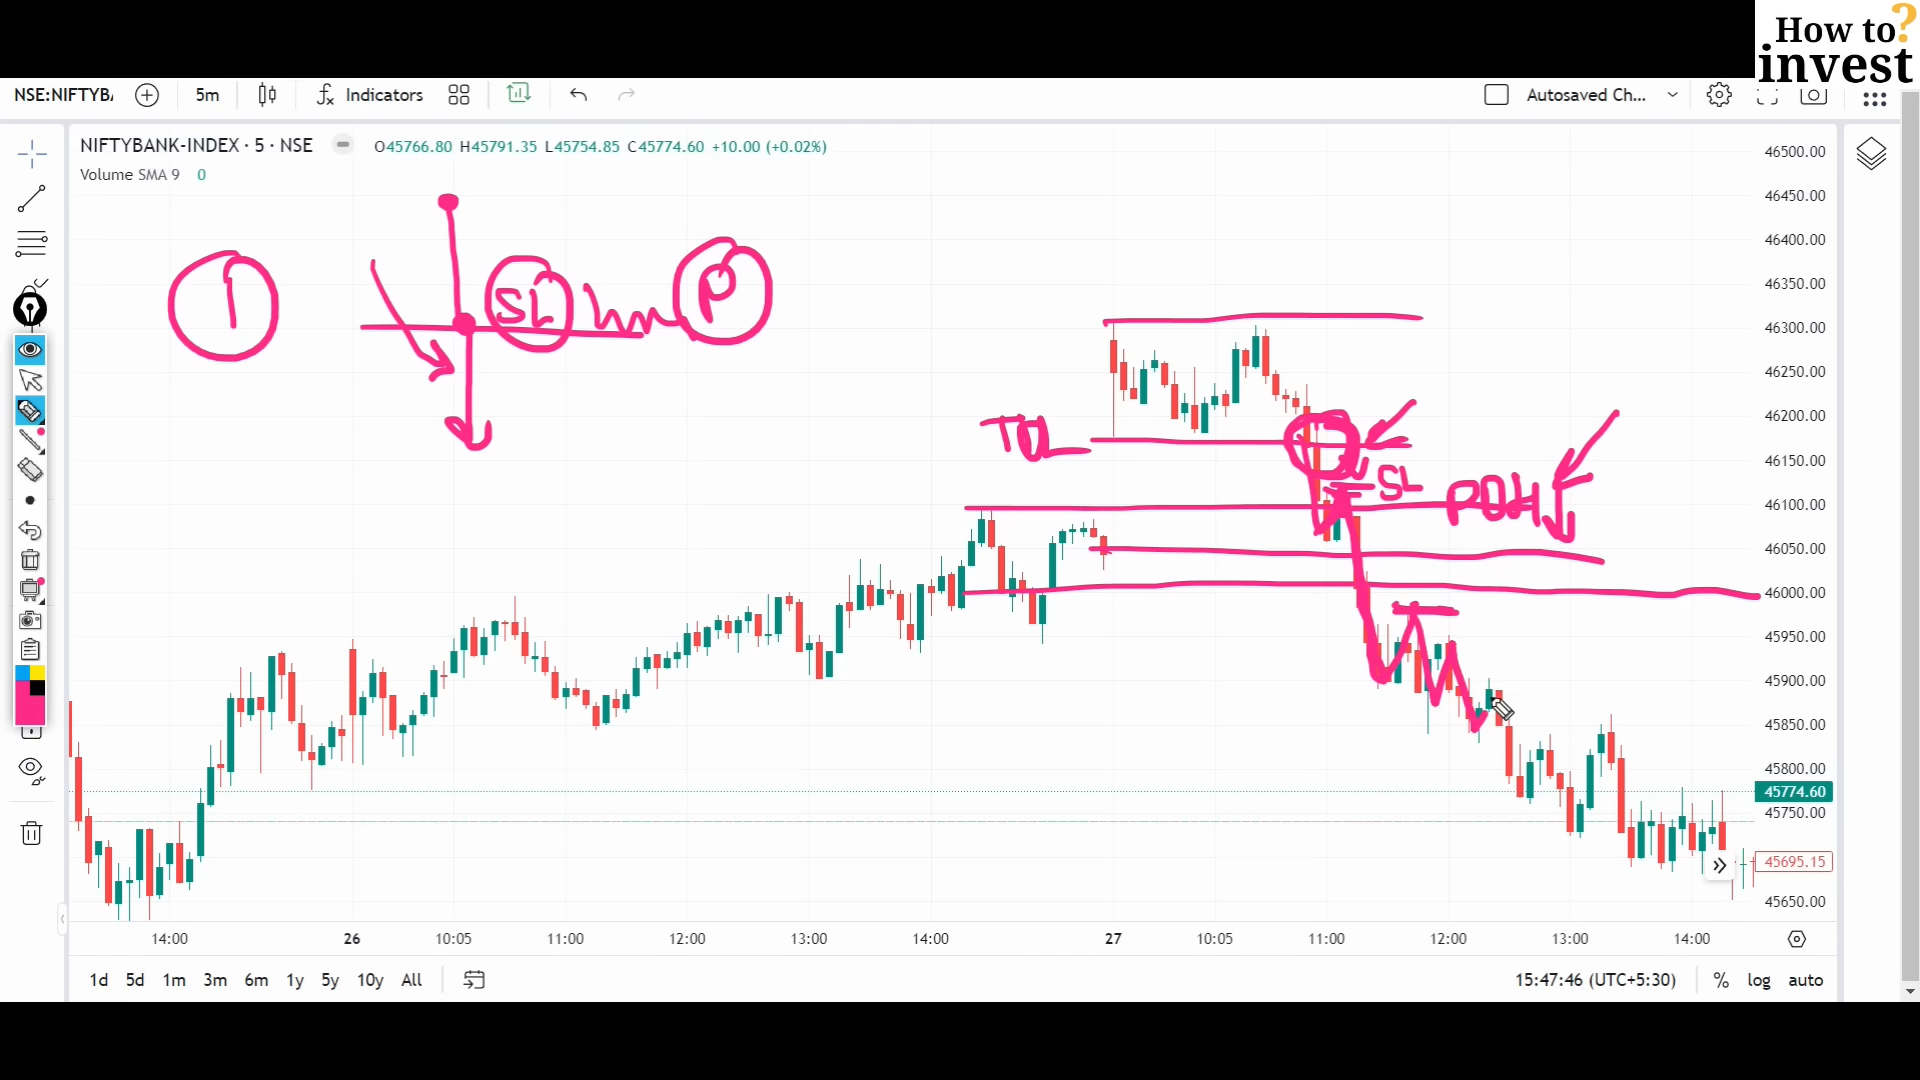 How to?
invest
NSE:NIFTYB
5m
Indicators
Autosaved Ch...
NIFTYBANK-INDEX · 5 · NSE
O45766.80 H45791.35 L45754.85 C45774.60 +10.00 (+0.02%)
Volume SMA 9 0
1
SL
P
SL
PDH
46500.00
46450.00
46400.00
46350.00
46300.00
46250.00
46200.00
46150.00
46100.00
46050.00
46000.00
45950.00
45900.00
45850.00
45800.00
45774.60
45750.00
45695.15
45650.00
14:00 26 10:05 11:00 12:00 13:00 14:00 27 10:05 11:00 12:00 13:00 14:00
1d 5d 1m 3m 6m 1y 5y 10y All
15:47:46 (UTC+5:30) % log auto